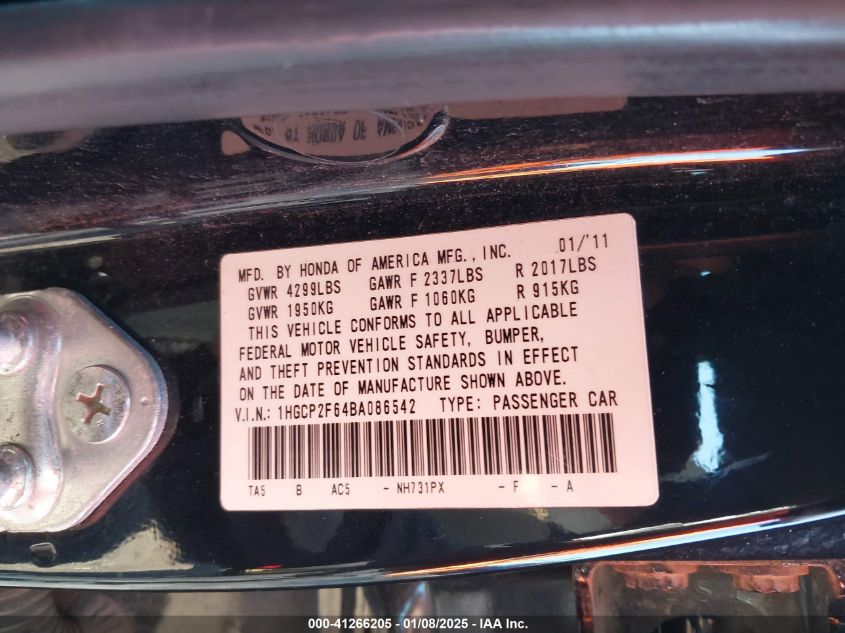 MFD. BY HONDA OF AMERICA MFG., INC. 01/'11
GVWR 4299LBS GAWR F 2337LBS R 2017LBS
GVWR 1950KG GAWR F 1060KG R 915KG
THIS VEHICLE CONFORMS TO ALL APPLICABLE
FEDERAL MOTOR VEHICLE SAFETY, BUMPER,
AND THEFT PREVENTION STANDARDS IN EFFECT
ON THE DATE OF MANUFACTURE SHOWN ABOVE.
V.I.N.: 1HGCP2F64BA086542 TYPE: PASSENGER CAR
TA5 B AC5 - NH731PX - F - A
000-41266205 - 01/08/2025 - IAA Inc.